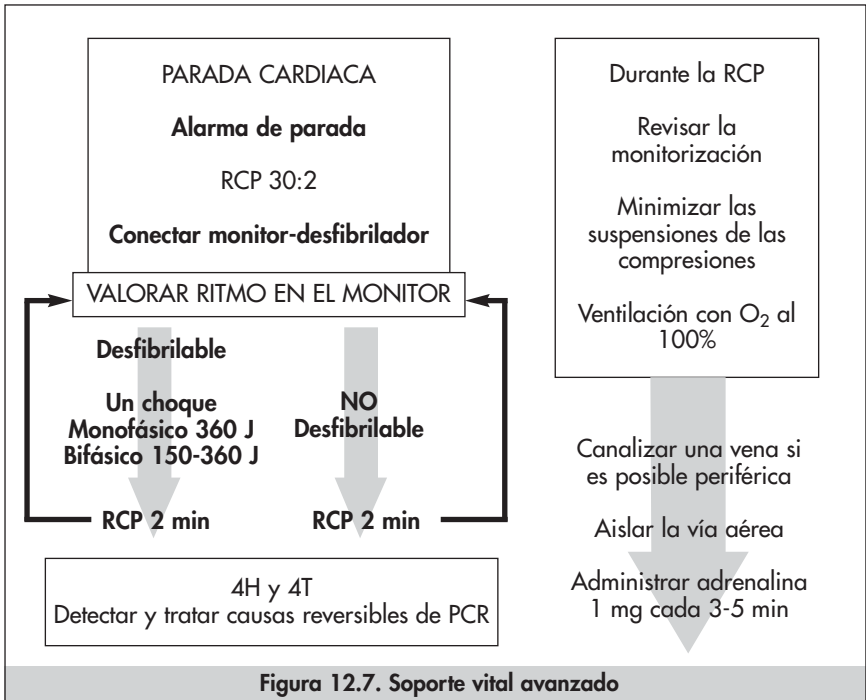 PARADA CARDIACA
Alarma de parada
RCP 30:2
Conectar monitor-desfibrilador
VALORAR RITMO EN EL MONITOR
Desfibrilable
Un choque
Monofásico 360 J
Bifásico 150-360 J
RCP 2 min
NO
Desfibrilable
RCP 2 min
4H y 4T
Detectar y tratar causas reversibles de PCR
Durante la RCP
Revisar la
monitorización
Minimizar las
suspensiones de las
compresiones
Ventilación con O₂ al
100%
Canalizar una vena si
es posible periférica
Aislar la vía aérea
Administrar adrenalina
1 mg cada 3-5 min
Figura 12.7. Soporte vital avanzado